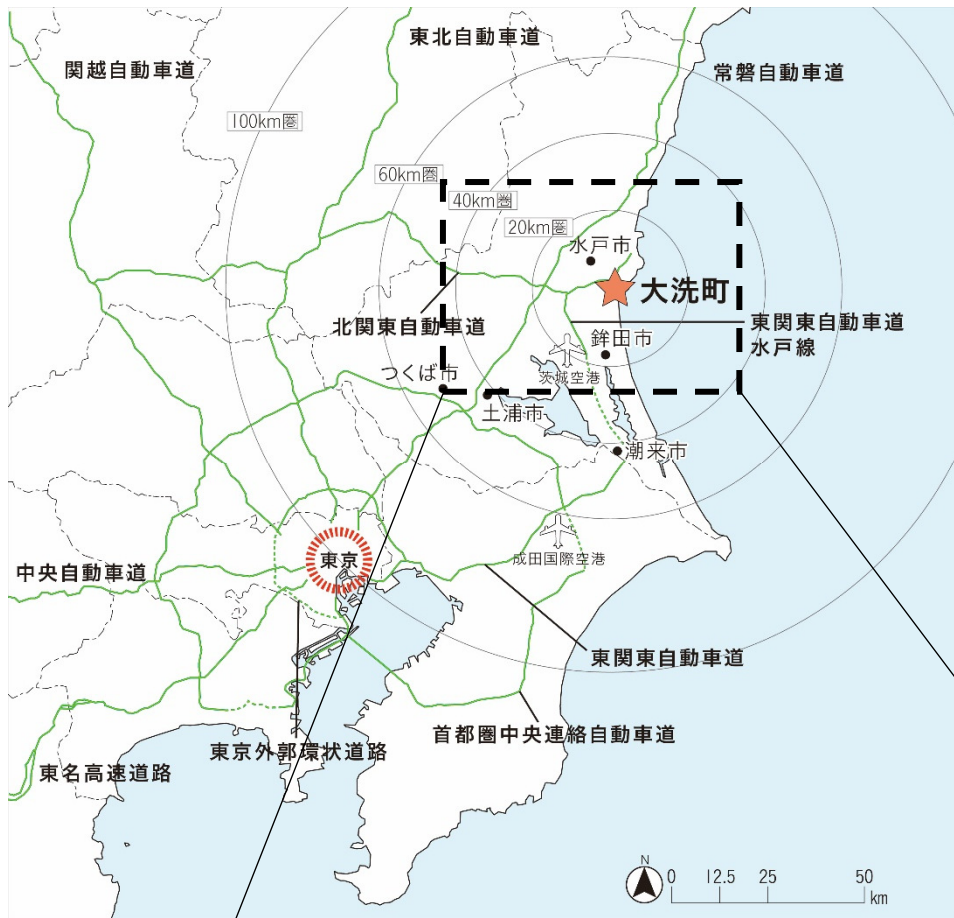 東北自動車道
関越自動車道
常磐自動車道
100km圏
60km圏
40km圏
20km圏
水戸市
大洗町
北関東自動車道
東関東自動車道
水戸線
鉾田市
茨城空港
つくば市
土浦市
潮来市
東京
成田国際空港
中央自動車道
東関東自動車道
首都圏中央連絡自動車道
東京外郭環状道路
東名高速道路
N
0 12.5 25 50
km